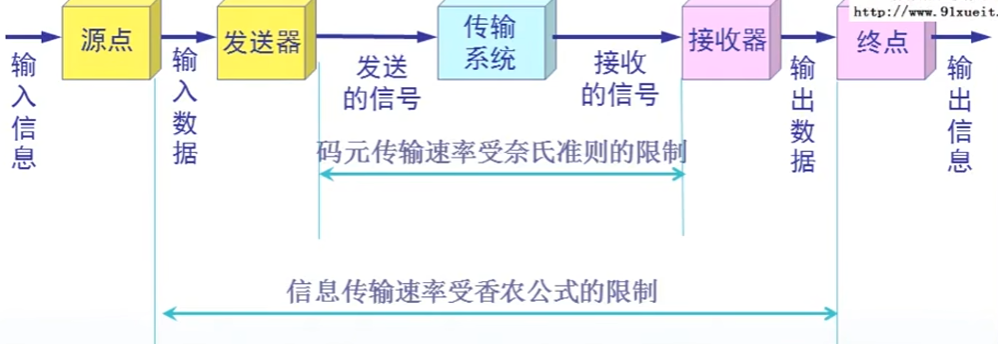 http://www.91xueit.
源点
发送器
传输
系统
接收器
终点
输入信息
输入数据
发送
的信号
接收
的信号
输出数据
输出信息
码元传输速率受奈氏准则的限制
信息传输速率受香农公式的限制